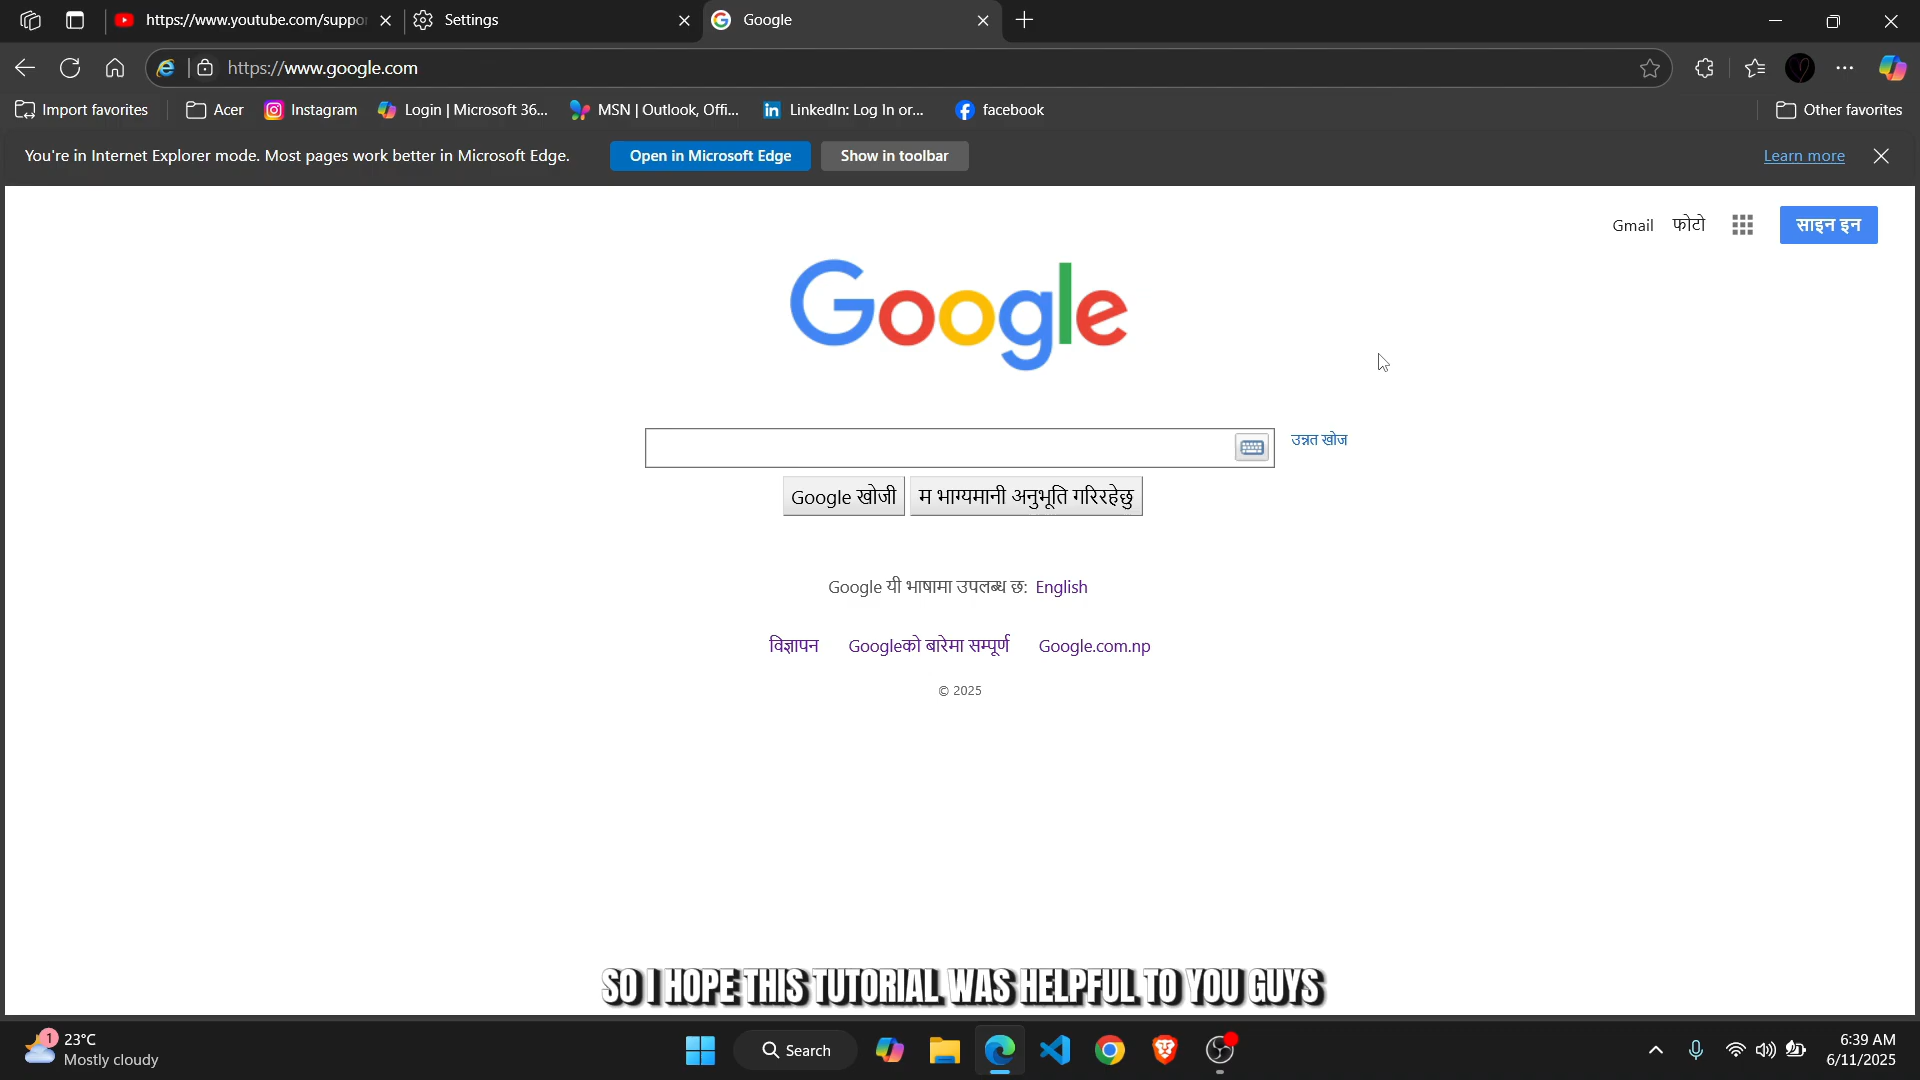 https://www.youtube.com/suppor
Settings
Google
https://www.google.com
Import favorites
Acer
Instagram
Login | Microsoft 36...
MSN | Outlook, Offi...
LinkedIn: Log In or...
facebook
Other favorites
You're in Internet Explorer mode. Most pages work better in Microsoft Edge.
Open in Microsoft Edge
Show in toolbar
Learn more
Gmail
फोटो
साइन इन
Google
उन्नत खोज
Google खोजी
म भाग्यमानी अनुभूति गरिरहेछु
Google यी भाषामा उपलब्ध छ: English
विज्ञापन
Googleको बारेमा सम्पूर्ण
Google.com.np
© 2025
SO I HOPE THIS TUTORIAL WAS HELPFUL TO YOU GUYS
1
23°C
Mostly cloudy
Search
6:39 AM
6/11/2025